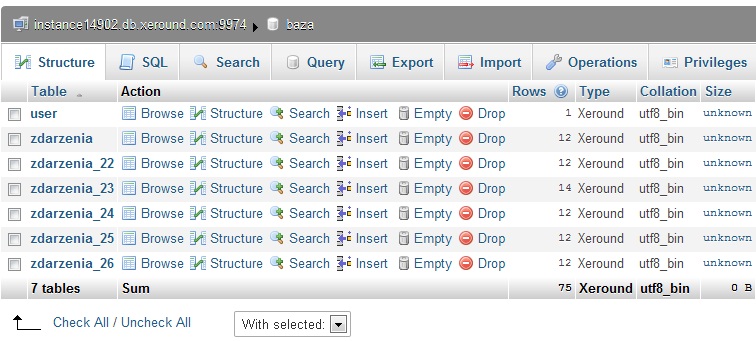 instance14902.db.xeround.com:9974 ▸ baza
Structure SQL Search Query Export Import Operations Privileges
Table Action Rows Type Collation Size
user Browse Structure Search Insert Empty Drop 1 Xeround utf8_bin unknown
zdarzenia Browse Structure Search Insert Empty Drop 12 Xeround utf8_bin unknown
zdarzenia_22 Browse Structure Search Insert Empty Drop 12 Xeround utf8_bin unknown
zdarzenia_23 Browse Structure Search Insert Empty Drop 14 Xeround utf8_bin unknown
zdarzenia_24 Browse Structure Search Insert Empty Drop 12 Xeround utf8_bin unknown
zdarzenia_25 Browse Structure Search Insert Empty Drop 12 Xeround utf8_bin unknown
zdarzenia_26 Browse Structure Search Insert Empty Drop 12 Xeround utf8_bin unknown
7 tables Sum 75 Xeround utf8_bin 0 B
Check All / Uncheck All With selected: